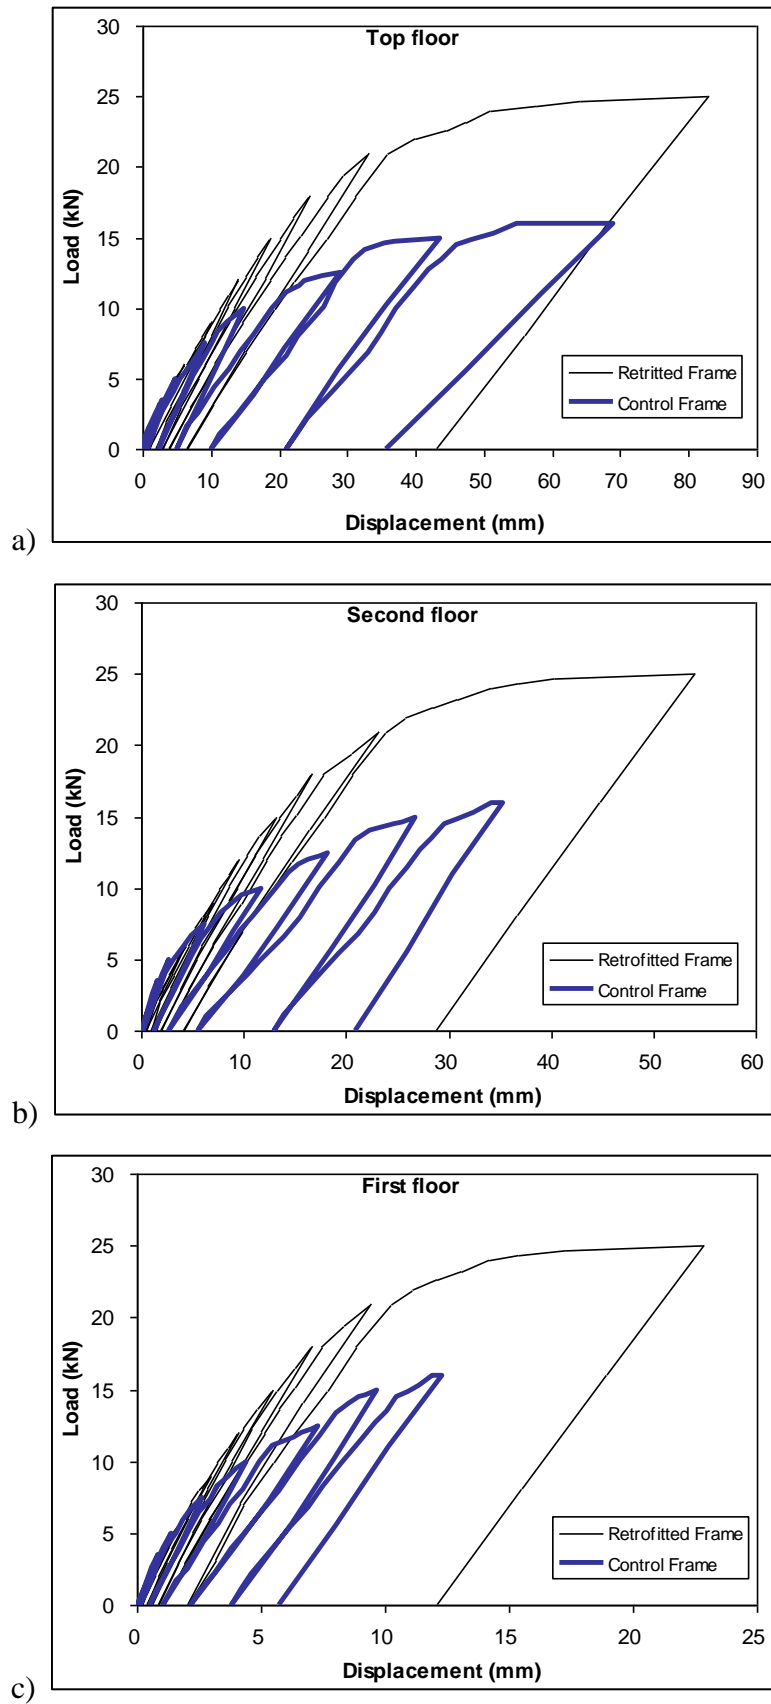 Top floor
30
25
20
15
10
5
0
Load (kN)
Retritted Frame
Control Frame
0 10 20 30 40 50 60 70 80 90
Displacement (mm)
a)
Second floor
30
25
20
15
10
5
0
Load (kN)
Retrofitted Frame
Control Frame
0 10 20 30 40 50 60
Displacement (mm)
b)
First floor
30
25
20
15
10
5
0
Load (kN)
Retrofitted Frame
Control Frame
0 5 10 15 20 25
Displacement (mm)
c)